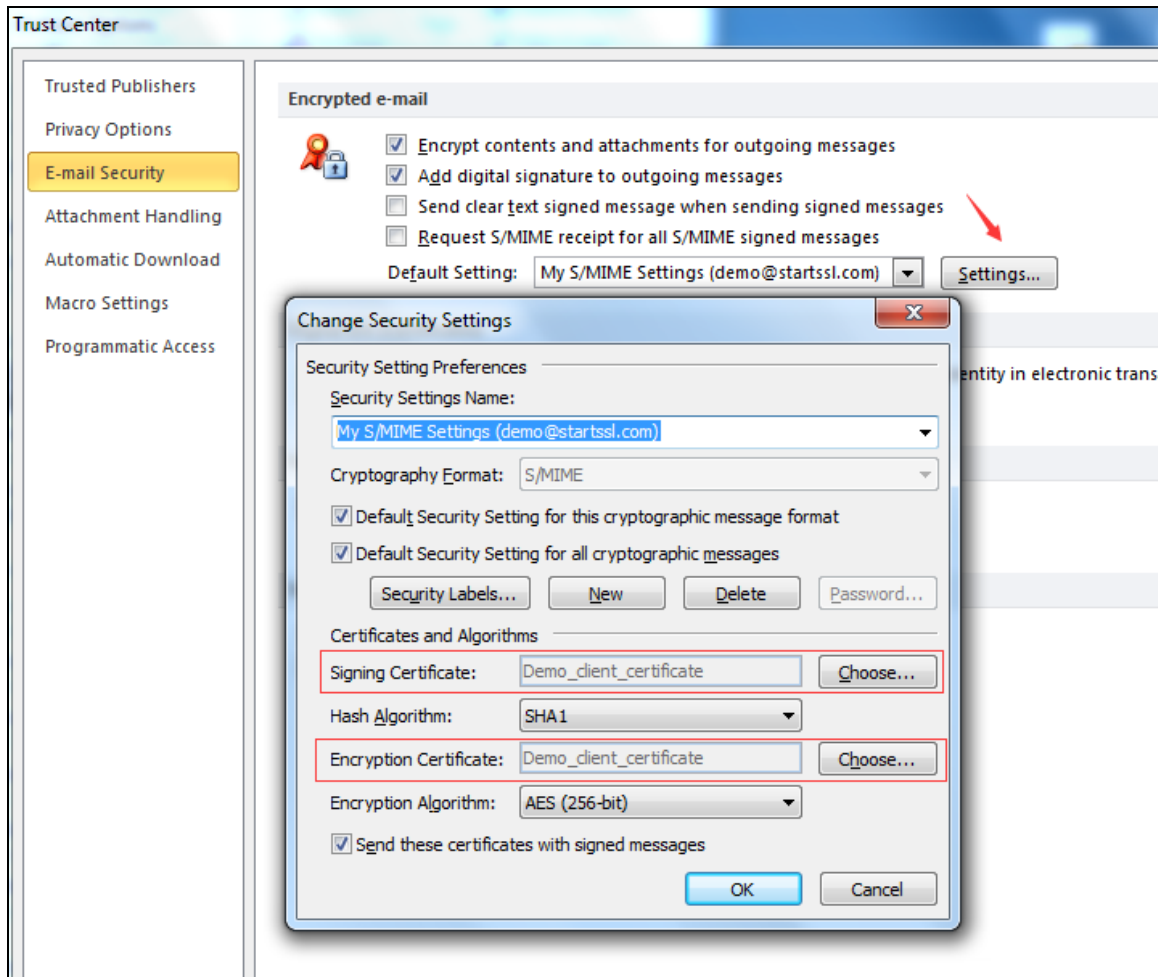 Trust Center
Trusted Publishers
Privacy Options
E-mail Security
Attachment Handling
Automatic Download
Macro Settings
Programmatic Access
Encrypted e-mail
Encrypt contents and attachments for outgoing messages
Add digital signature to outgoing messages
Send clear text signed message when sending signed messages
Request S/MIME receipt for all S/MIME signed messages
Default Setting: My S/MIME Settings (demo@startssl.com) Settings...
entity in electronic trans
Change Security Settings
Security Setting Preferences
Security Settings Name:
My S/MIME Settings (demo@startssl.com)
Cryptography Format: S/MIME
Default Security Setting for this cryptographic message format
Default Security Setting for all cryptographic messages
Security Labels... New Delete Password...
Certificates and Algorithms
Signing Certificate: Demo_client_certificate Choose...
Hash Algorithm: SHA1
Encryption Certificate: Demo_client_certificate Choose...
Encryption Algorithm: AES (256-bit)
Send these certificates with signed messages
OK Cancel